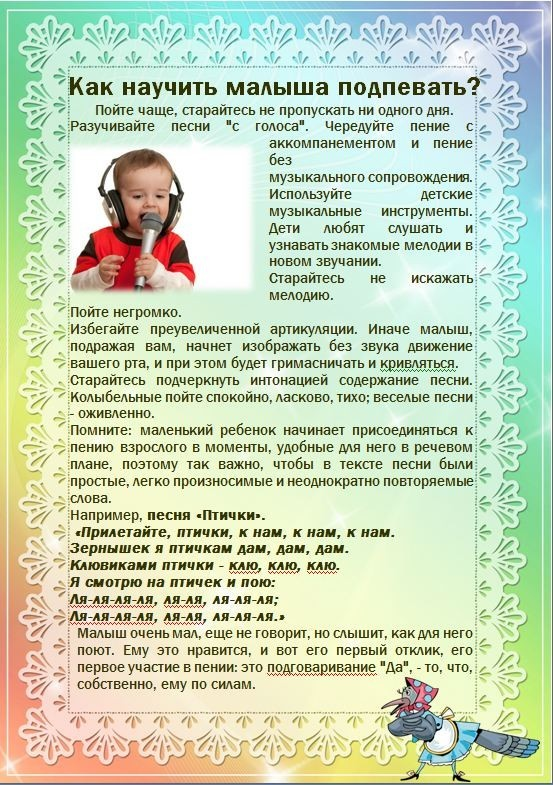 Как научить малыша подпевать?
Пойте чаще, старайтесь не пропускать ни одного дня.
Разучивайте песни "с голоса". Чередуйте пение с
аккомпанементом и пение
без
музыкального сопровождения.
Используйте детские
музыкальные инструменты.
Дети любят слушать и
узнавать знакомые мелодии в
новом звучании.
Старайтесь не искажать
мелодию.
Пойте негромко.
Избегайте преувеличенной артикуляции. Иначе малыш,
подражая вам, начнет изображать без звука движение
вашего рта, и при этом будет гримасничать и кривляться.
Старайтесь подчеркнуть интонацией содержание песни.
Колыбельные пойте спокойно, ласково, тихо; веселые песни
- оживленно.
Помните: маленький ребенок начинает присоединяться к
пению взрослого в моменты, удобные для него в речевом
плане, поэтому так важно, чтобы в тексте песни были
простые, легко произносимые и неоднократно повторяемые
слова.
Например, песня «Птички».
«Прилетайте, птички, к нам, к нам, к нам.
Зернышек я птичкам дам, дам, дам.
Клювиками птички - клю, клю, клю.
Я смотрю на птичек и пою:
Ля-ля-ля-ля, ля-ля, ля-ля-ля;
Ля-ля-ля-ля, ля-ля, ля-ля-ля.»
Малыш очень мал, еще не говорит, но слышит, как для него
поют. Ему это нравится, и вот его первый отклик, его
первое участие в пении: это подговаривание "Да", - то, что,
собственно, ему по силам.